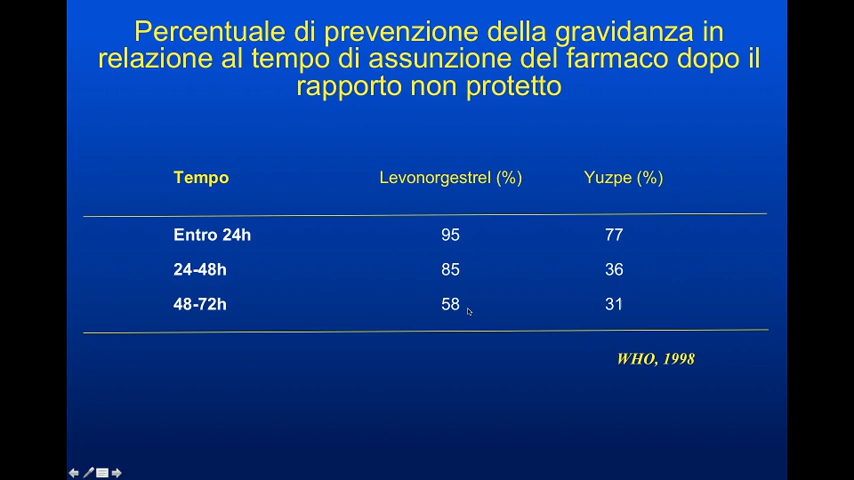 Percentuale di prevenzione della gravidanza in
relazione al tempo di assunzione del farmaco dopo il
rapporto non protetto
Tempo Levonorgestrel (%) Yuzpe (%)
Entro 24h 95 77
24-48h 85 36
48-72h 58 31
WHO, 1998